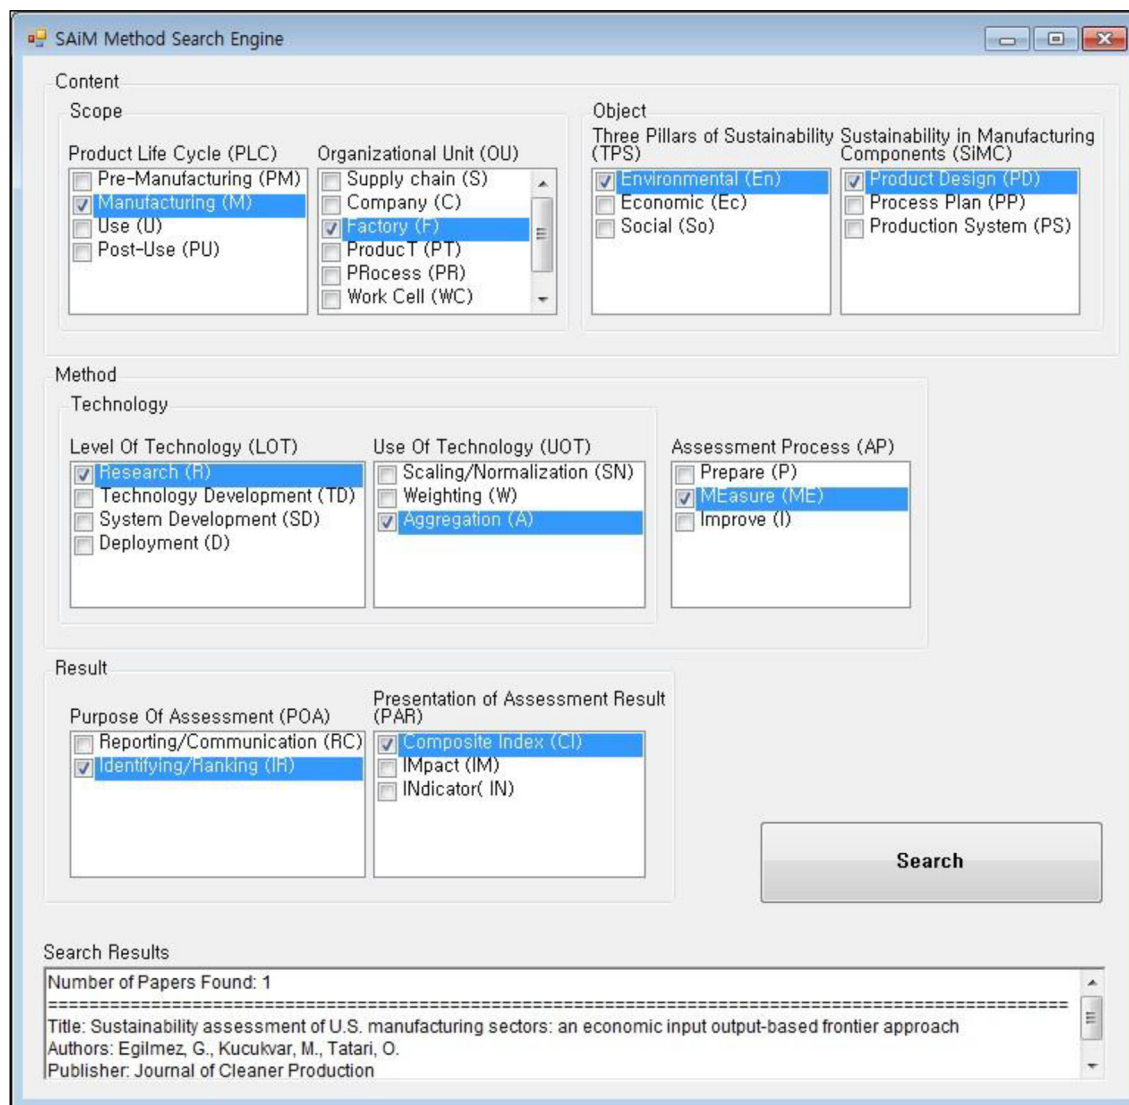 SAiM Method Search Engine
Content
Scope
Product Life Cycle (PLC)
Pre-Manufacturing (PM)
Manufacturing (M)
Use (U)
Post-Use (PU)
Organizational Unit (OU)
Supply chain (S)
Company (C)
Factory (F)
ProducT (PT)
PRocess (PR)
Work Cell (WC)
Object
Three Pillars of Sustainability
(TPS)
Environmental (En)
Economic (Ec)
Social (So)
Sustainability in Manufacturing
Components (SiMC)
Product Design (PD)
Process Plan (PP)
Production System (PS)
Method
Technology
Level Of Technology (LOT)
Research (R)
Technology Development (TD)
System Development (SD)
Deployment (D)
Use Of Technology (UOT)
Scaling/Normalization (SN)
Weighting (W)
Aggregation (A)
Assessment Process (AP)
Prepare (P)
MEasure (ME)
Improve (I)
Result
Purpose Of Assessment (POA)
Reporting/Communication (RC)
Identifying/Ranking (IR)
Presentation of Assessment Result
(PAR)
Composite Index (CI)
IMpact (IM)
INdicator( IN)
Search
Search Results
Number of Papers Found: 1
====================================================================================================
Title: Sustainability assessment of U.S. manufacturing sectors: an economic input output-based frontier approach
Authors: Egilmez, G., Kucukvar, M., Tatari, O.
Publisher: Journal of Cleaner Production